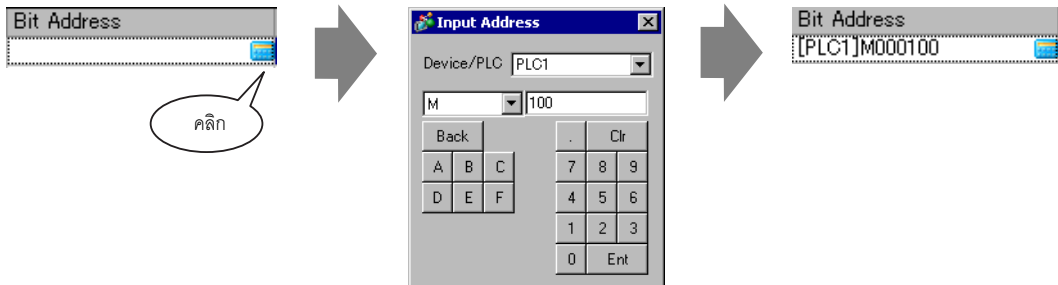 Bit Address
คลิก
Input Address
Device/PLC PLC1
M 100
Back . Clr
A B C 7 8 9
D E F 4 5 6
1 2 3
0 Ent
Bit Address
[PLC1]M000100